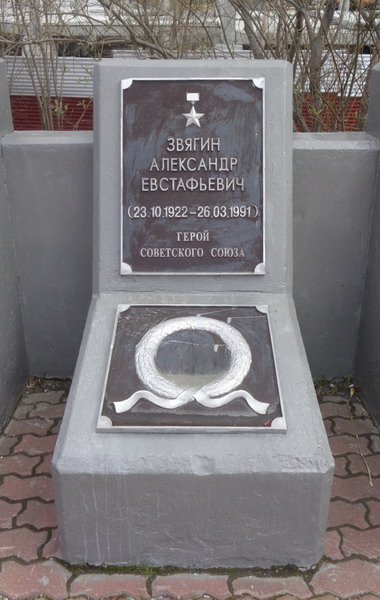 ЗВЯГИН
АЛЕКСАНДР
ЕВСТАФЬЕВИЧ
(23.10.1922-26.03.1991)
ГЕРОЙ
СОВЕТСКОГО СОЮЗА